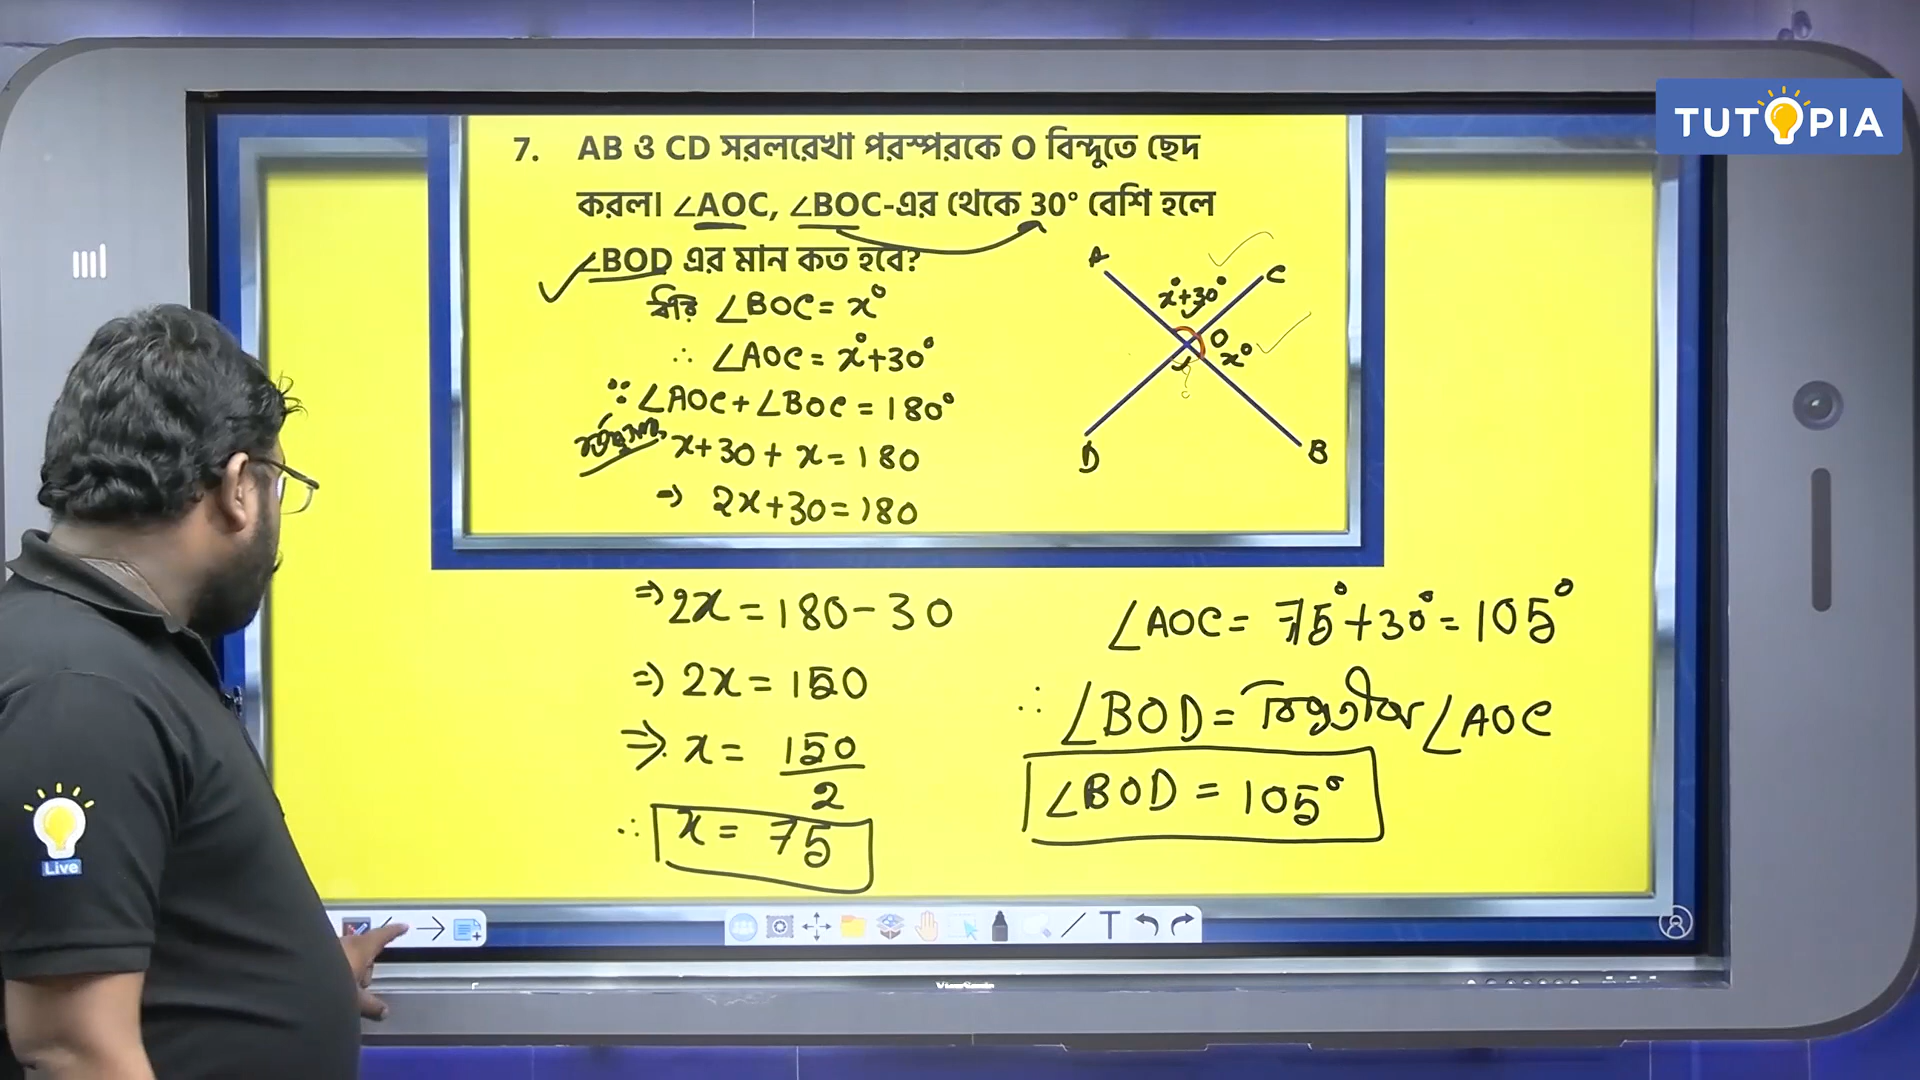 TUTOPIA
7. AB ও CD সরলরেখা পরস্পরকে O বিন্দুতে ছেদ
করল। ∠AOC, ∠BOC-এর থেকে 30° বেশি হলে
∠BOD এর মান কত হবে?
ধরি ∠BOC = x°
∴ ∠AOC = x°+30°
∵ ∠AOC + ∠BOC = 180°
x+30 + x = 180
⇒ 2x+30 = 180
⇒ 2x = 180 - 30
⇒ 2x = 150
⇒ x = 150/2
∴ x = 75
A
C
x°+30°
O
x°
?
D
B
∠AOC = 75°+30° = 105°
∴ ∠BOD = বিপ্রতীপ ∠AOC
∠BOD = 105°
Live
T
ViewSonic